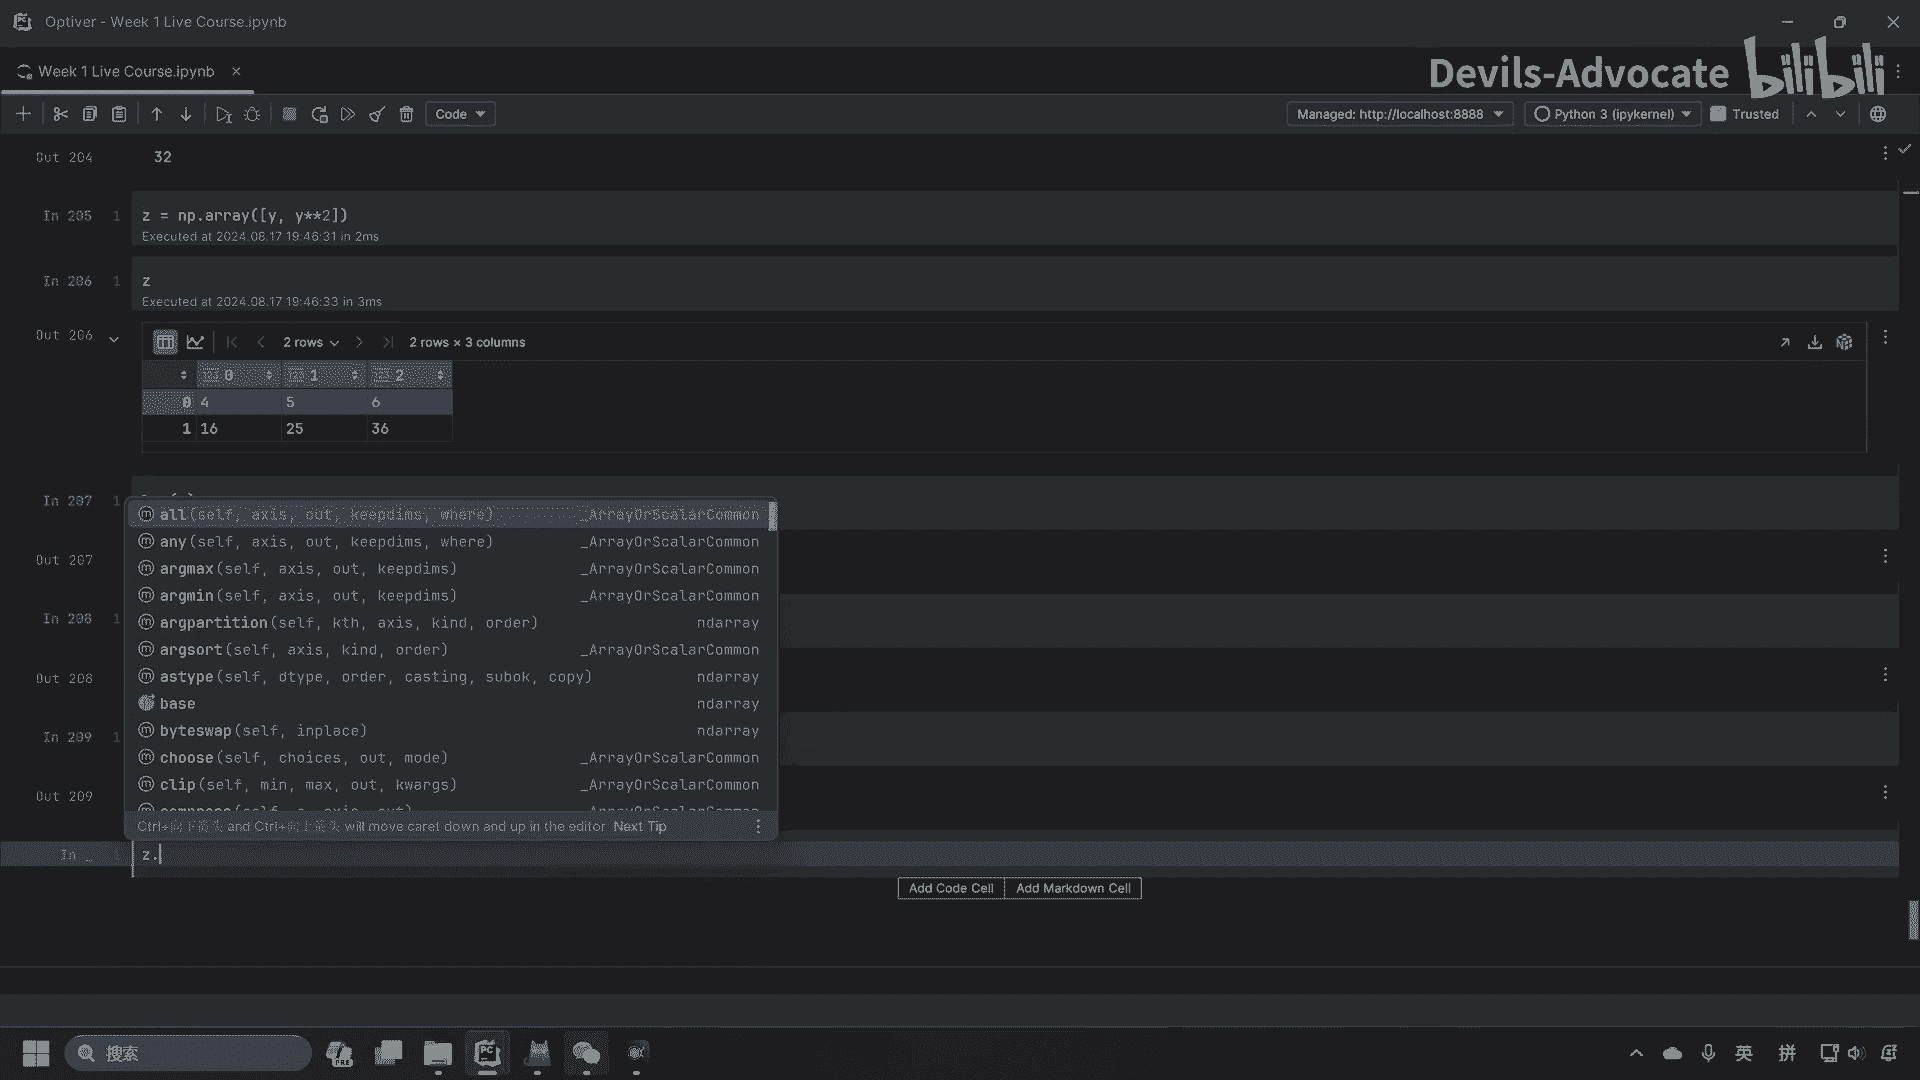 Optiver - Week 1 Live Course.ipynb
Week 1 Live Course.ipynb
Devils-Advocate bilibili
Code
Managed: http://localhost:8888
Python 3 (ipykernel)
Trusted
Out 204
32
In 205
1
z = np.array([y, y**2])
Executed at 2024.08.17 19:46:31 in 2ms
In 206
1
z
Executed at 2024.08.17 19:46:33 in 3ms
Out 206
2 rows
2 rows × 3 columns
123 0
123 1
123 2
0 4 5 6
1 16 25 36
In 207
1
all(self, axis, out, keepdims, where) _ArrayOrScalarCommon
any(self, axis, out, keepdims, where) _ArrayOrScalarCommon
Out 207
argmax(self, axis, out, keepdims) _ArrayOrScalarCommon
argmin(self, axis, out, keepdims) _ArrayOrScalarCommon
In 208
1
argpartition(self, kth, axis, kind, order) ndarray
argsort(self, axis, kind, order) _ArrayOrScalarCommon
Out 208
astype(self, dtype, order, casting, subok, copy) ndarray
base ndarray
In 209
1
byteswap(self, inplace) ndarray
choose(self, choices, out, mode) _ArrayOrScalarCommon
clip(self, min, max, out, kwargs) _ArrayOrScalarCommon
Out 209
Ctrl+向下箭头 and Ctrl+向上箭头 will move caret down and up in the editor Next Tip
In _
1
z.
Add Code Cell
Add Markdown Cell
搜索
PRE
PC
英
拼